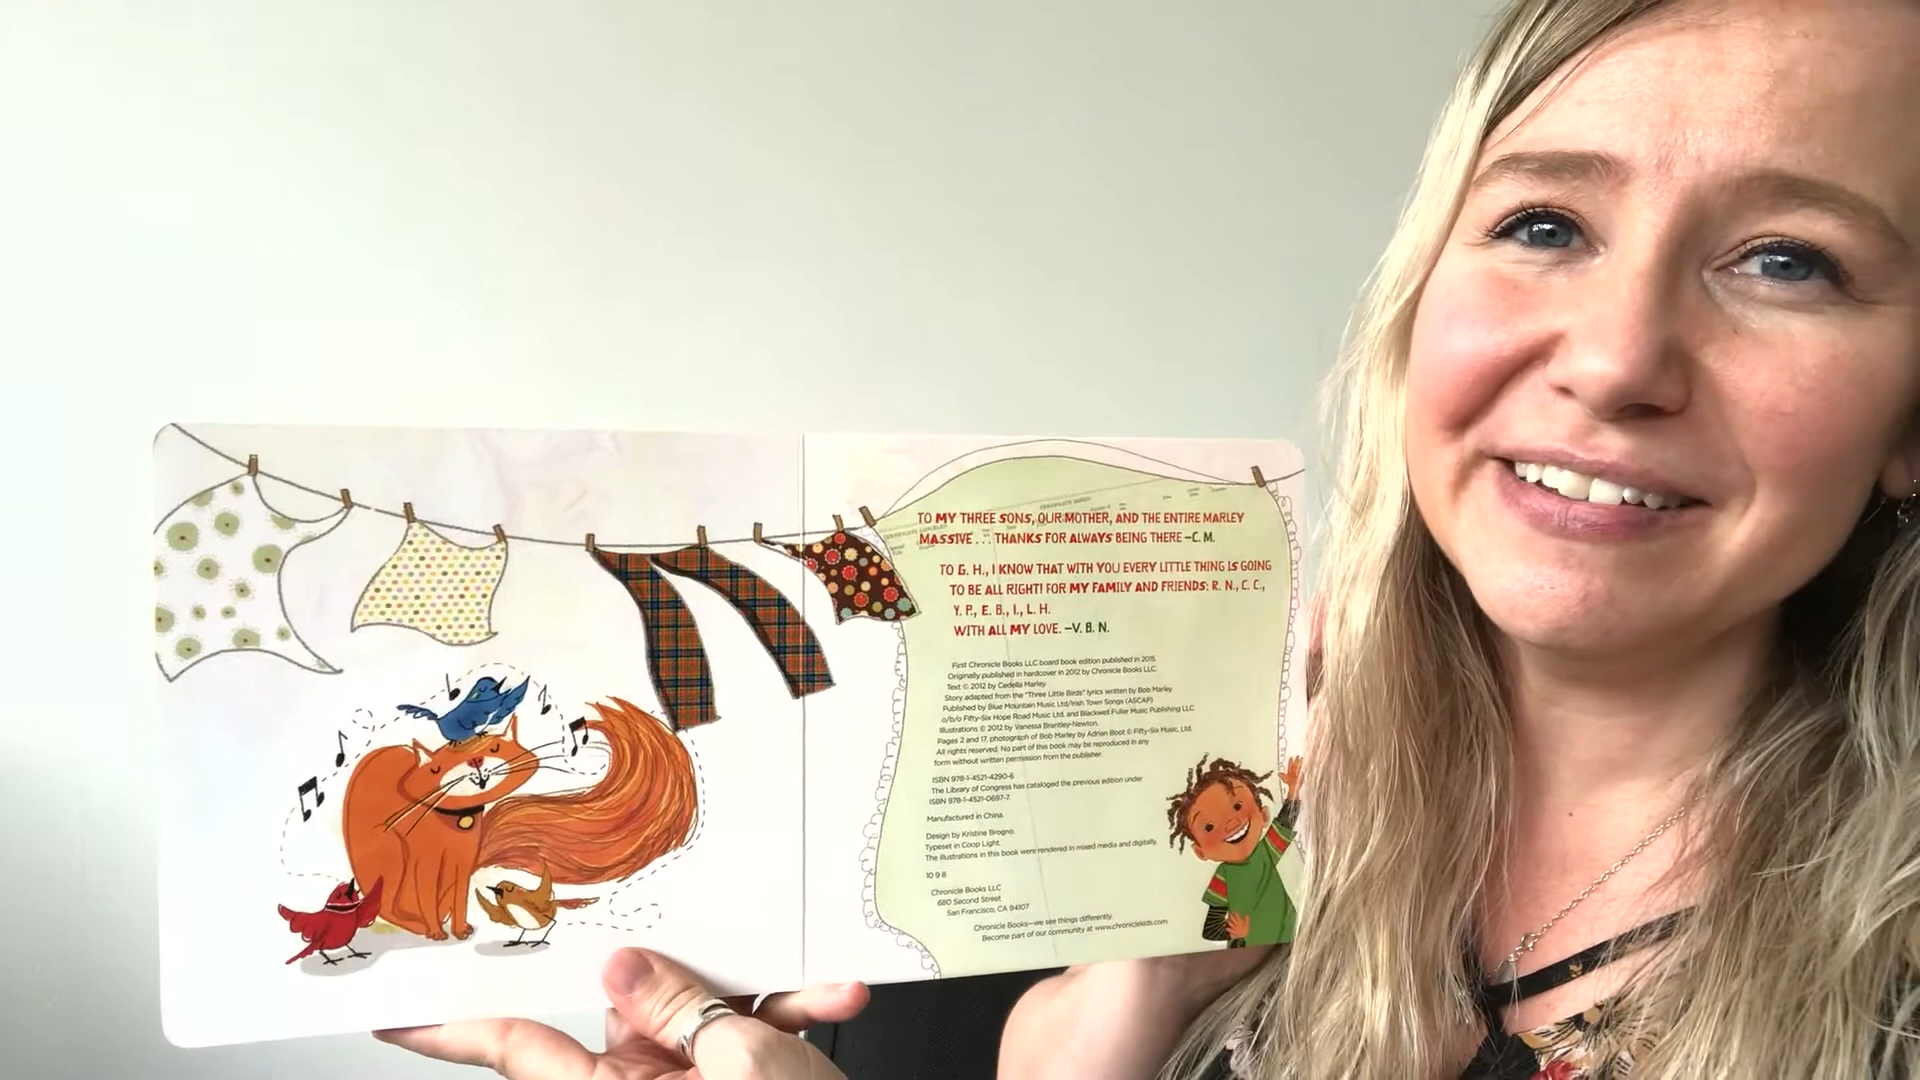 TO MY THREE SONS, OUR MOTHER, AND THE ENTIRE MARLEY
MASSIVE . . . THANKS FOR ALWAYS BEING THERE –C. M.
TO G. H., I KNOW THAT WITH YOU EVERY LITTLE THING IS GOING
TO BE ALL RIGHT! FOR MY FAMILY AND FRIENDS: R. N., C. C.,
Y. P., E. B., I., L. H.
WITH ALL MY LOVE. –V. B. N.
First Chronicle Books LLC board book edition published in 2015.
Originally published in hardcover in 2012 by Chronicle Books LLC.
Text © 2012 by Cedella Marley.
Story adapted from the "Three Little Birds" lyrics written by Bob Marley
Published by Blue Mountain Music Ltd/Irish Town Songs (ASCAP)
o/b/o Fifty-Six Hope Road Music Ltd. and Blackwell Fuller Music Publishing LLC
Illustrations © 2012 by Vanessa Brantley-Newton.
Pages 2 and 17, photograph of Bob Marley by Adrian Boot © Fifty-Six Music, Ltd.
All rights reserved. No part of this book may be reproduced in any
form without written permission from the publisher.
ISBN 978-1-4521-4290-6
The Library of Congress has cataloged the previous edition under
ISBN 978-1-4521-0697-7.
Manufactured in China.
Design by Kristine Brogno.
Typeset in Coop Light.
The illustrations in this book were rendered in mixed media and digitally.
10 9 8
Chronicle Books LLC
680 Second Street
San Francisco, CA 94107
Chronicle Books—we see things differently.
Become part of our community at www.chroniclekids.com.